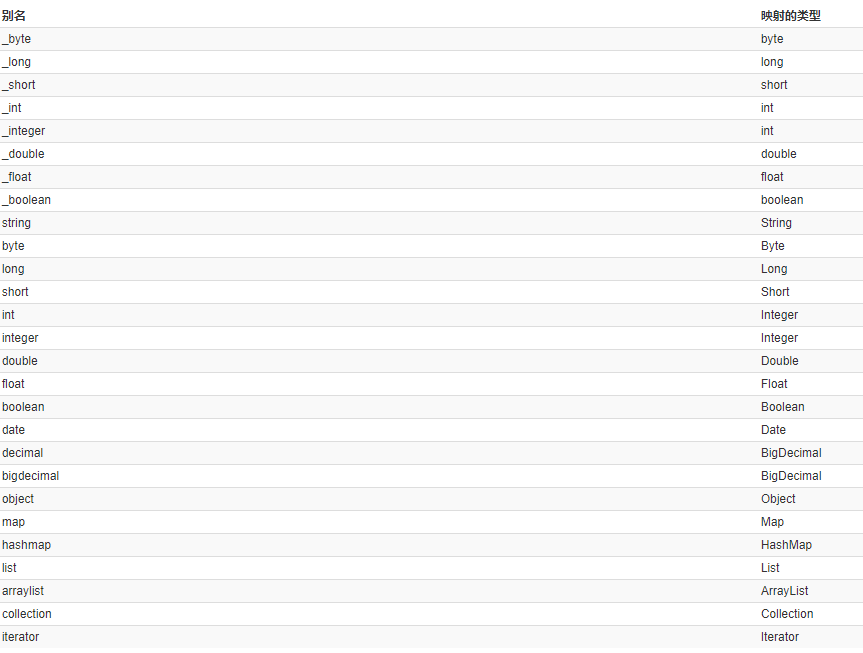 别名 映射的类型
_byte byte
_long long
_short short
_int int
_integer int
_double double
_float float
_boolean boolean
string String
byte Byte
long Long
short Short
int Integer
integer Integer
double Double
float Float
boolean Boolean
date Date
decimal BigDecimal
bigdecimal BigDecimal
object Object
map Map
hashmap HashMap
list List
arraylist ArrayList
collection Collection
iterator Iterator